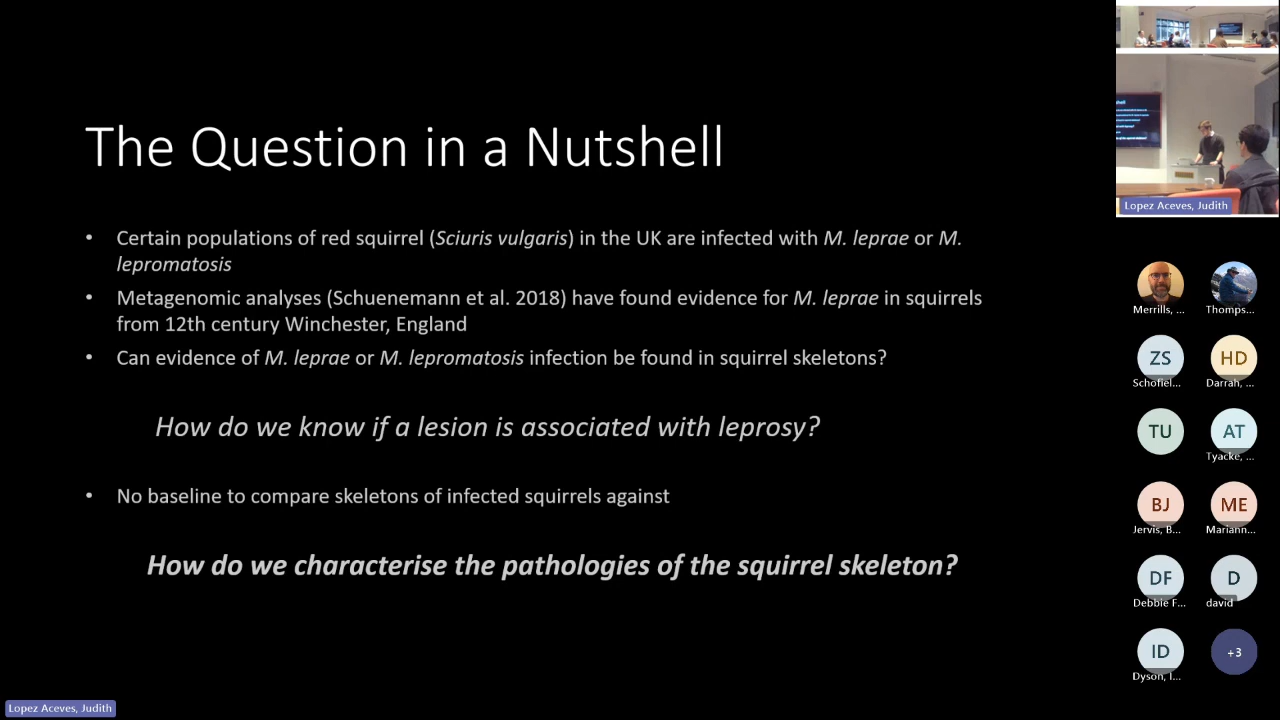 The Question in a Nutshell
• Certain populations of red squirrel (Sciuris vulgaris) in the UK are infected with M. leprae or M.
lepromatosis
• Metagenomic analyses (Schuenemann et al. 2018) have found evidence for M. leprae in squirrels
from 12th century Winchester, England
• Can evidence of M. leprae or M. lepromatosis infection be found in squirrel skeletons?
How do we know if a lesion is associated with leprosy?
• No baseline to compare skeletons of infected squirrels against
How do we characterise the pathologies of the squirrel skeleton?
Lopez Aceves, Judith
Lopez Aceves, Judith
Merrills, ...
Thomps...
ZS
HD
Schofiel...
Darrah, ...
TU
AT
Tyacke, ...
BJ
ME
Jervis, B...
Mariann...
DF
D
Debbie F...
david
ID
+3
Dyson, I...